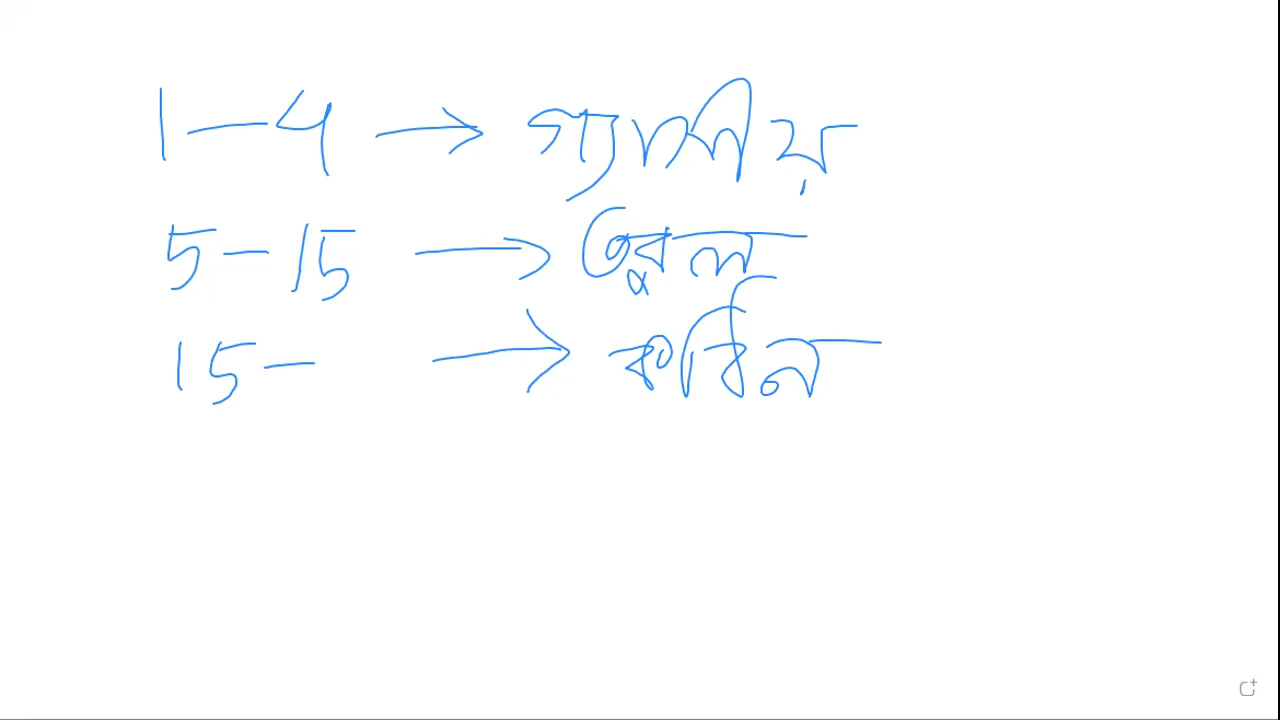 1 – 4 → গ্যাসীয়
5 – 15 → তরল
15 – → কঠিন